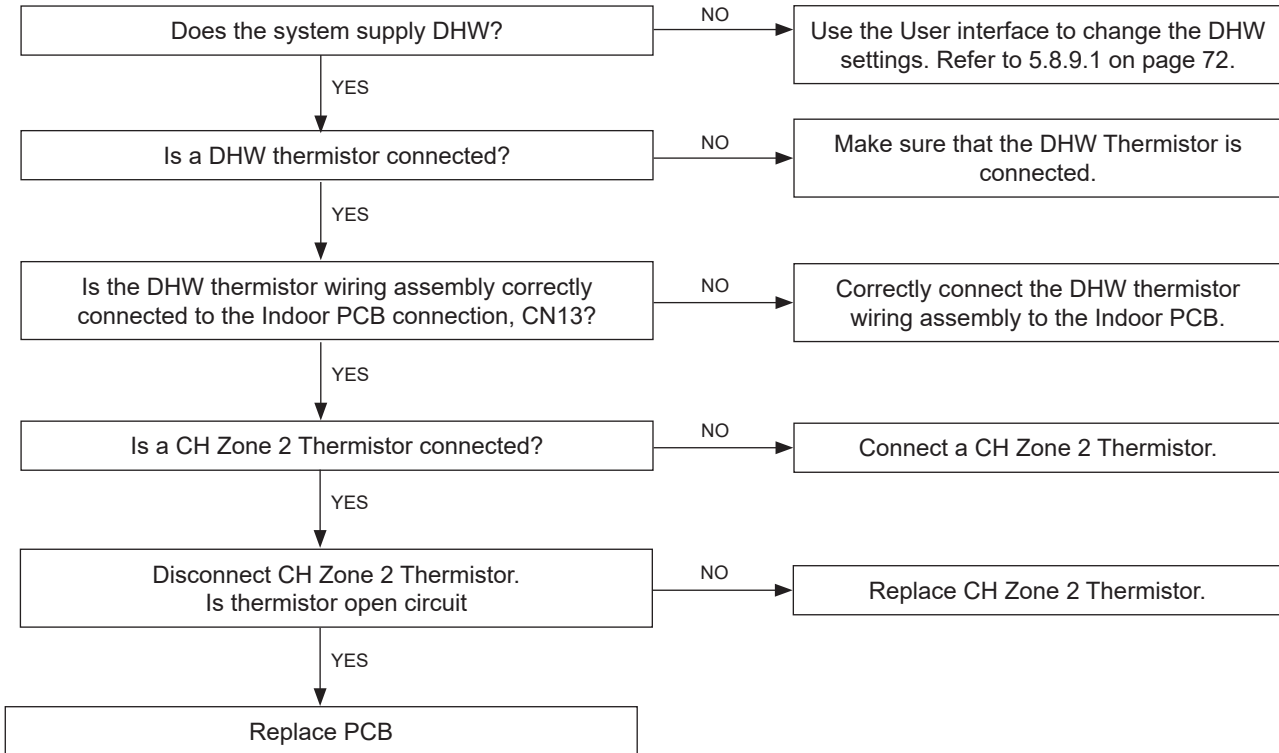 Does the system supply DHW?
NO
Use the User interface to change the DHW
settings. Refer to 5.8.9.1 on page 72.
YES
Is a DHW thermistor connected?
NO
Make sure that the DHW Thermistor is
connected.
YES
Is the DHW thermistor wiring assembly correctly
connected to the Indoor PCB connection, CN13?
NO
Correctly connect the DHW thermistor
wiring assembly to the Indoor PCB.
YES
Is a CH Zone 2 Thermistor connected?
NO
Connect a CH Zone 2 Thermistor.
YES
Disconnect CH Zone 2 Thermistor.
Is thermistor open circuit
NO
Replace CH Zone 2 Thermistor.
YES
Replace PCB